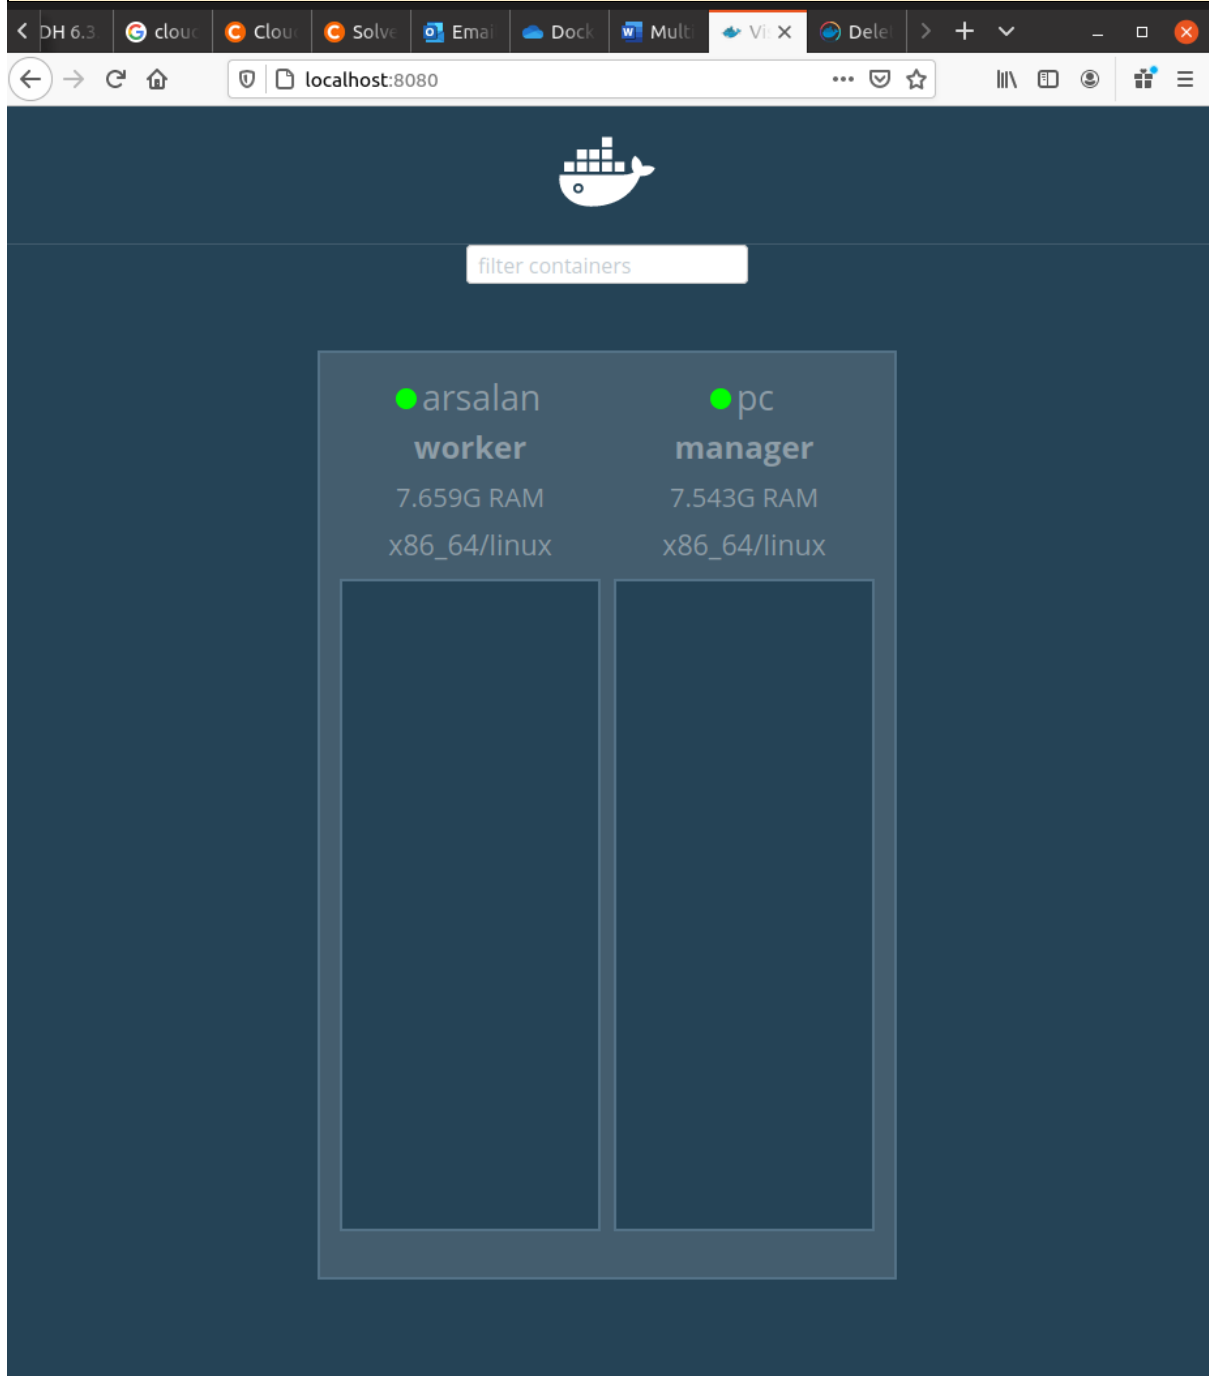 DH 6.3
clou
Clou
Solve
Emai
Dock
Mult
Vi
Dele
localhost:8080
filter containers
arsalan
pc
worker
manager
7.659G RAM
7.543G RAM
x86_64/linux
x86_64/linux